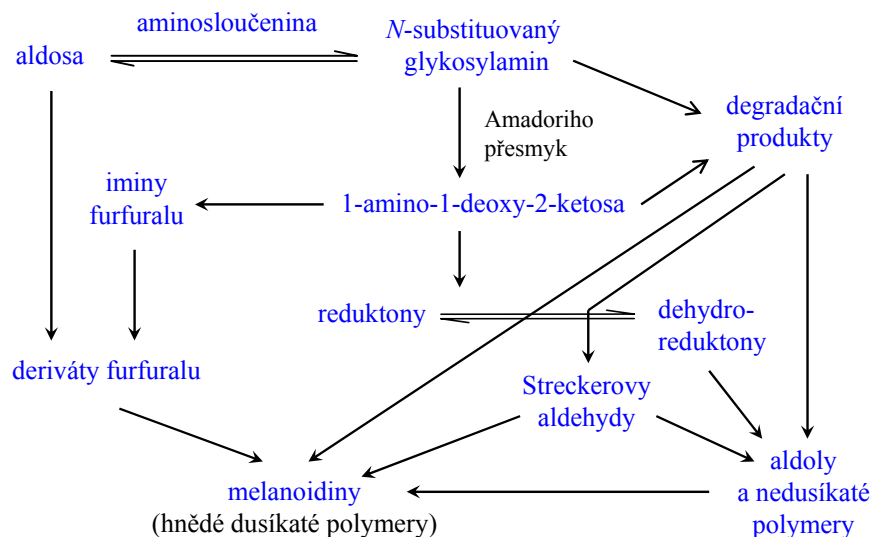 aminosloučenina
aldosa
N-substituovaný
glykosylamin
degradační
produkty
Amadoriho
přesmyk
iminy
furfuralu
1-amino-1-deoxy-2-ketosa
reduktony
dehydro-
reduktony
deriváty furfuralu
Streckerovy
aldehydy
melanoidiny
(hnědé dusíkaté polymery)
aldoly
a nedusíkaté
polymery